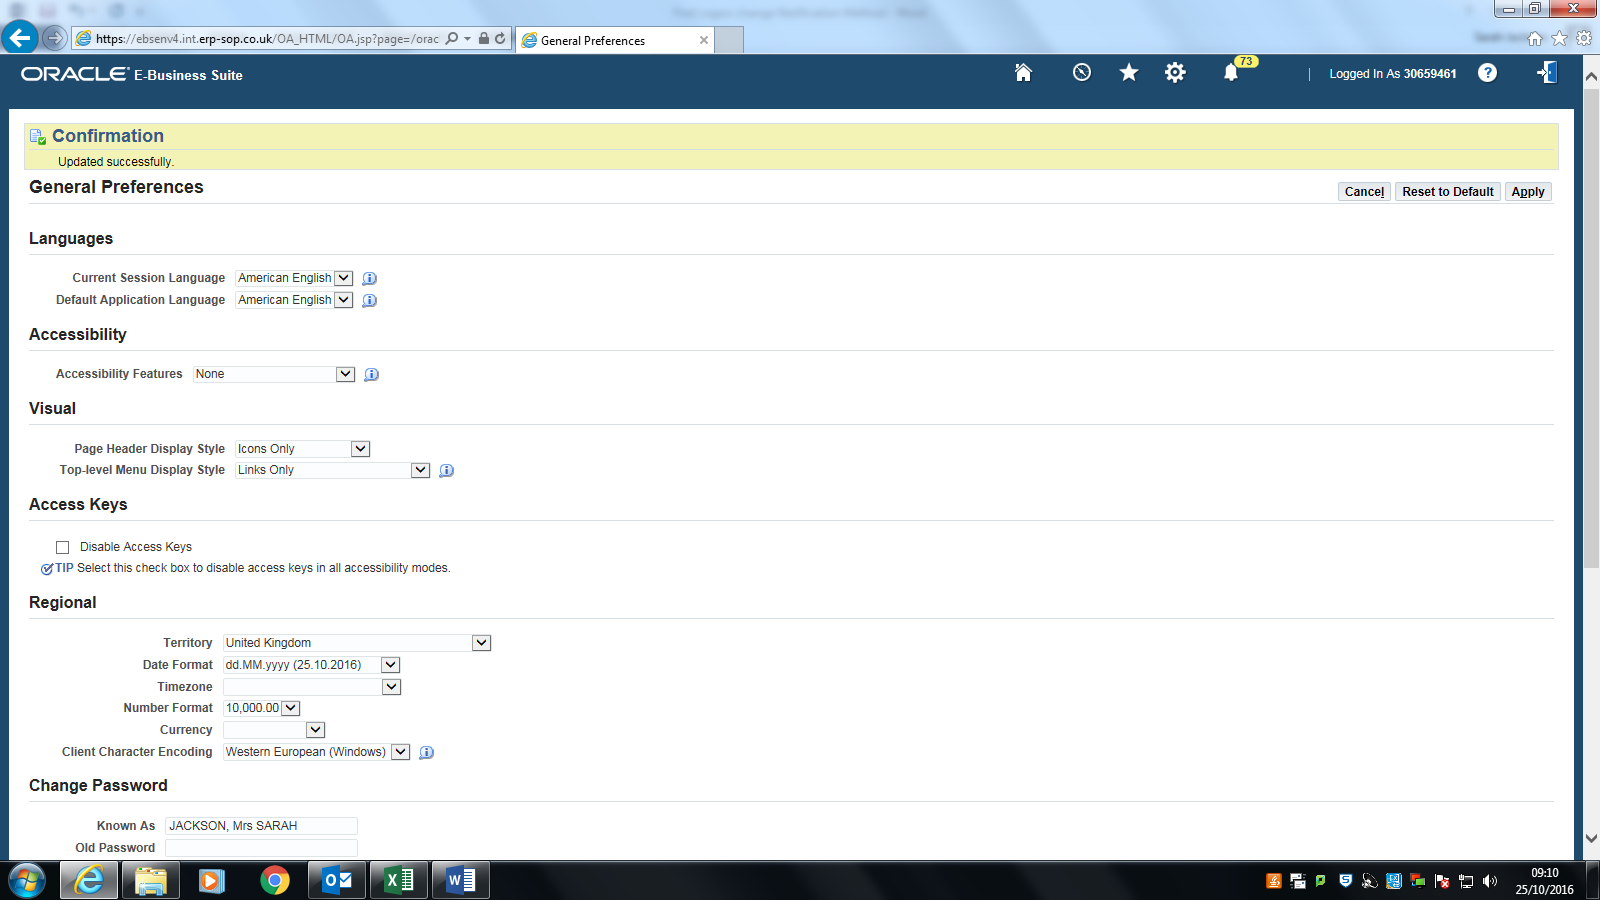 https://ebsenv4.int.erp-sop.co.uk/OA_HTML/OA.jsp?page=/orac
General Preferences
ORACLE E-Business Suite
73
Logged In As 30659461
Confirmation
Updated successfully.
General Preferences
Cancel Reset to Default Apply
Languages
Current Session Language American English
Default Application Language American English
Accessibility
Accessibility Features None
Visual
Page Header Display Style Icons Only
Top-level Menu Display Style Links Only
Access Keys
Disable Access Keys
TIP Select this check box to disable access keys in all accessibility modes.
Regional
Territory United Kingdom
Date Format dd.MM.yyyy (25.10.2016)
Timezone
Number Format 10,000.00
Currency
Client Character Encoding Western European (Windows)
Change Password
Known As JACKSON, Mrs SARAH
Old Password
09:10
25/10/2016